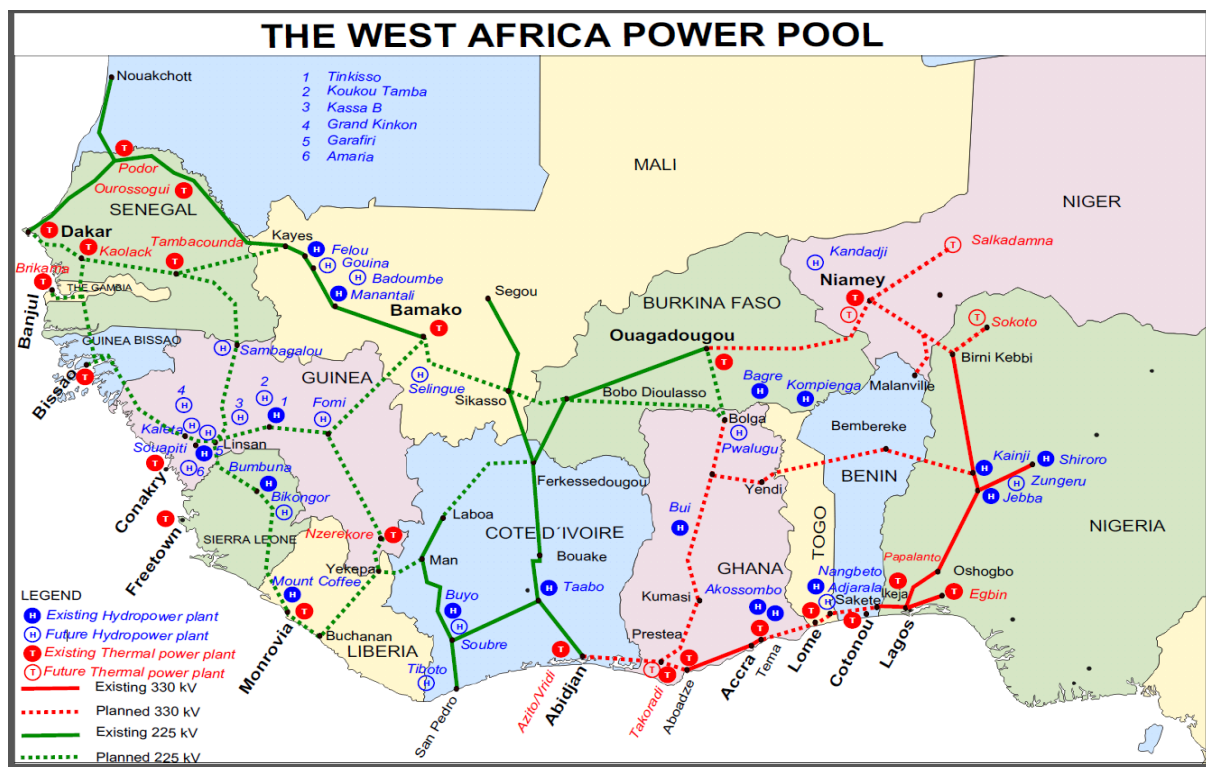 THE WEST AFRICA POWER POOL
Nouakchott
1 Tinkisso
2 Koukou Tamba
3 Kassa B
4 Grand Kinkon
5 Garafiri
6 Amaria
MALI
NIGER
Podor
Ourossogui
SENEGAL
Dakar
Kaolack
Tambacounda
Kayes
Felou
Gouina
Badoumbe
Manantali
Brikama
THE GAMBIA
Banjul
Segou
Bamako
BURKINA FASO
Ouagadougou
Kandadji
Salkadamna
Niamey
Sokoto
Birni Kebbi
Malanville
GUINEA BISSAO
Bissao
Sambagalou
GUINEA
Selingue
Sikasso
Bobo Dioulasso
Bagre
Kompienga
Bolga
Pwalugu
Bembereke
BENIN
4
2
3
1
Fomi
Kaleta
Linsan
Souapiti
5
6
Conakry
Bumbuna
Bikongor
Freetown
SIERRA LEONE
Nzerekore
Yekepa
Ferkessedougou
Laboa
COTE D´IVOIRE
Man
Bouake
Yendi
Bui
TOGO
GHANA
Kainji
Shiroro
Zungeru
Jebba
NIGERIA
Mount Coffee
Monrovia
Buchanan
LIBERIA
Buyo
Soubre
Taabo
Tiboto
San Pedro
Azito/Vridi
Abidjan
Kumasi
Prestea
Akossombo
Takoradi
Aboadze
Accra
Tema
Lome
Nangbeto
Adjarala
Sakete
Cotonou
Ikeja
Lagos
Papalanto
Oshogbo
Egbin
LEGEND
H Existing Hydropower plant
H Future Hydropower plant
T Existing Thermal power plant
T Future Thermal power plant
Existing 330 kV
Planned 330 kV
Existing 225 kV
Planned 225 kV